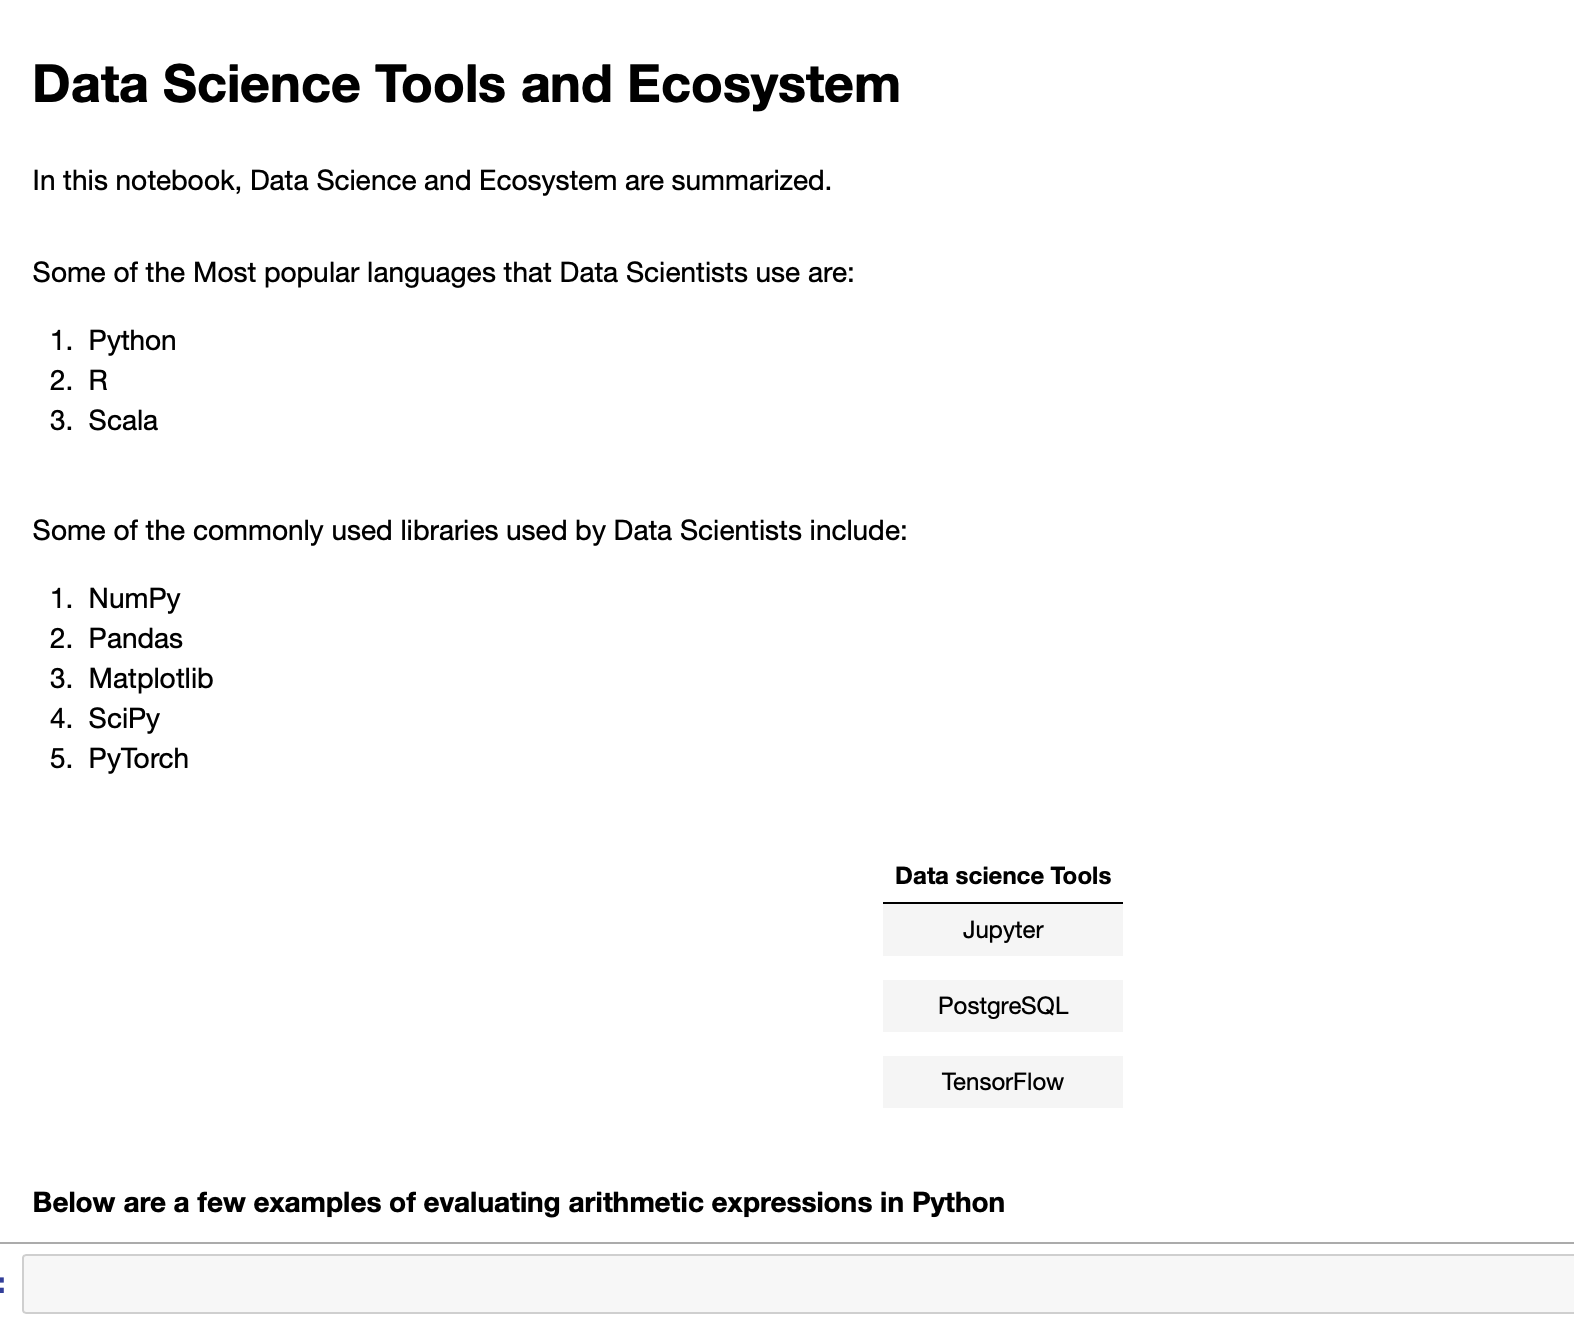 Data Science Tools and Ecosystem
In this notebook, Data Science and Ecosystem are summarized.
Some of the Most popular languages that Data Scientists use are:
1. Python
2. R
3. Scala
Some of the commonly used libraries used by Data Scientists include:
1. NumPy
2. Pandas
3. Matplotlib
4. SciPy
5. PyTorch
Data science Tools
Jupyter
PostgreSQL
TensorFlow
Below are a few examples of evaluating arithmetic expressions in Python
: